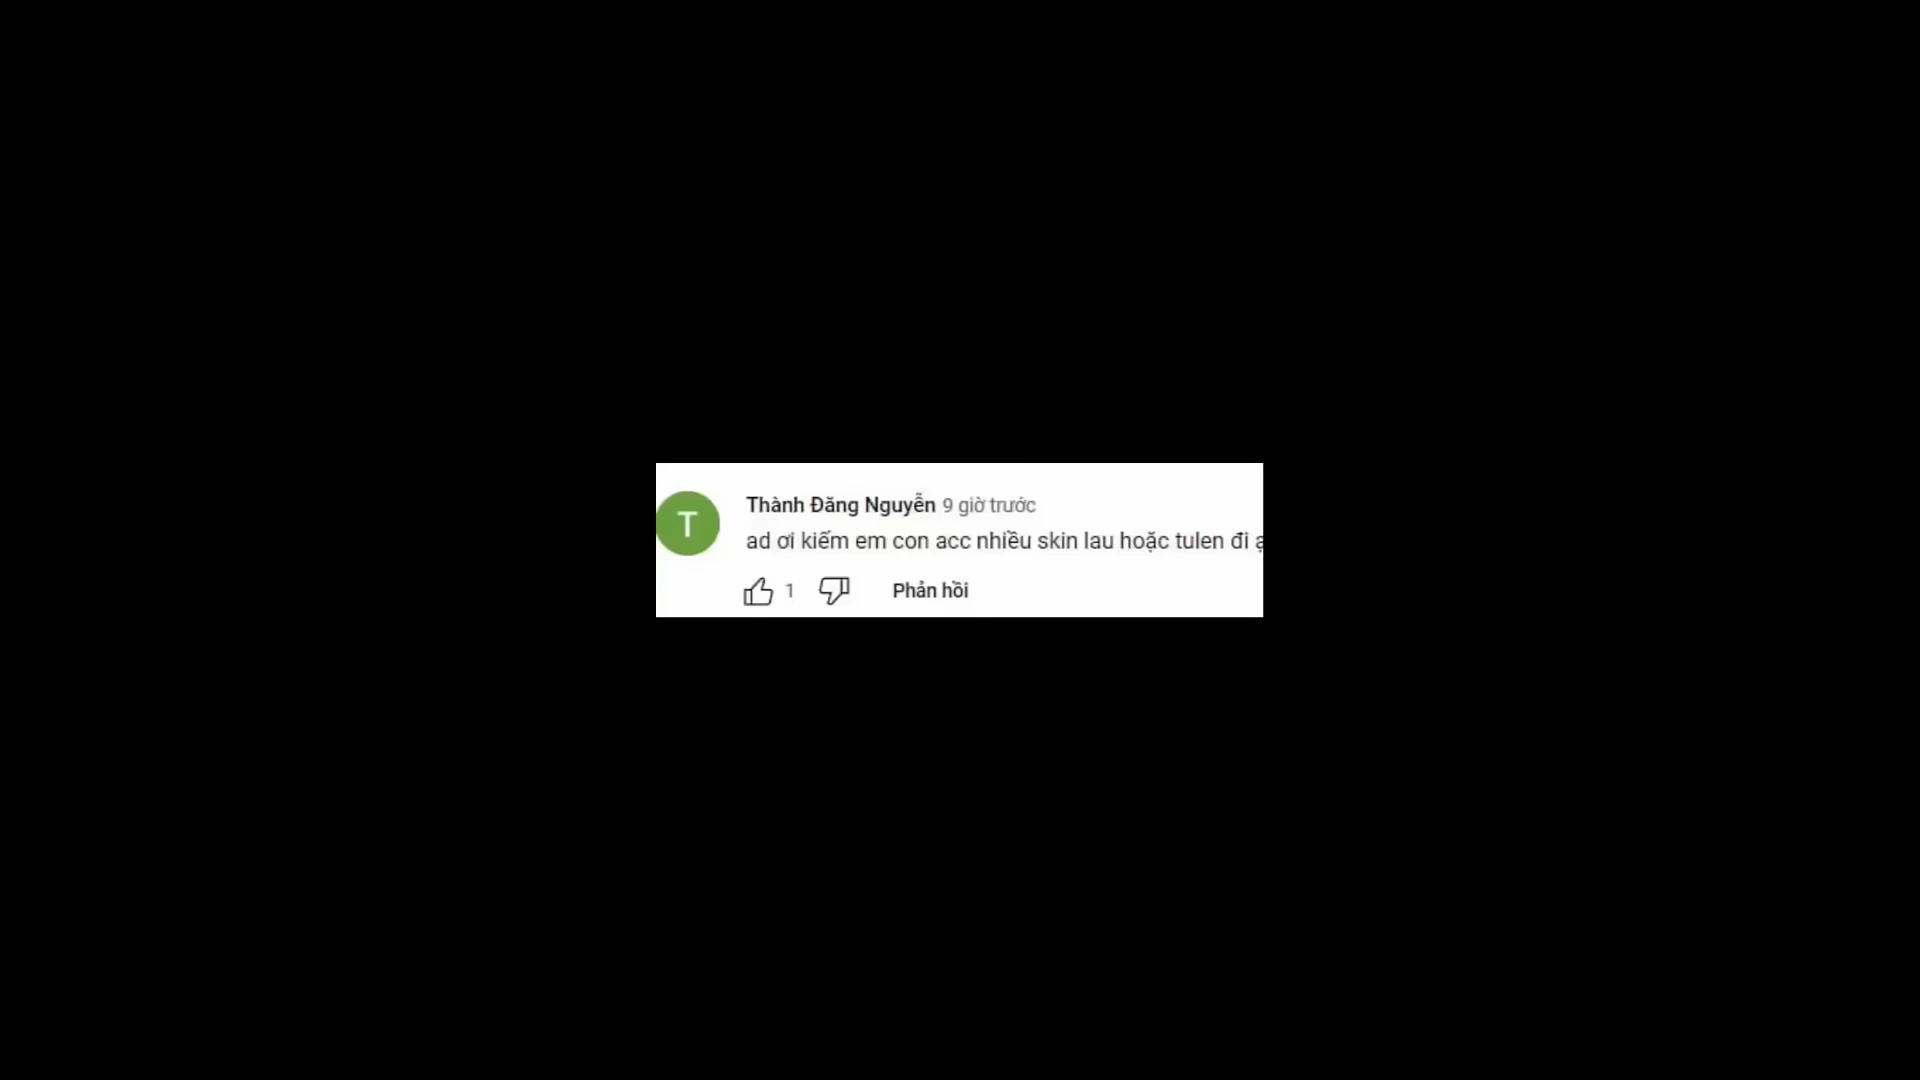 T
Thành Đăng Nguyễn 9 giờ trước
ad ơi kiếm em con acc nhiều skin lau hoặc tulen đi ạ
1 Phản hồi